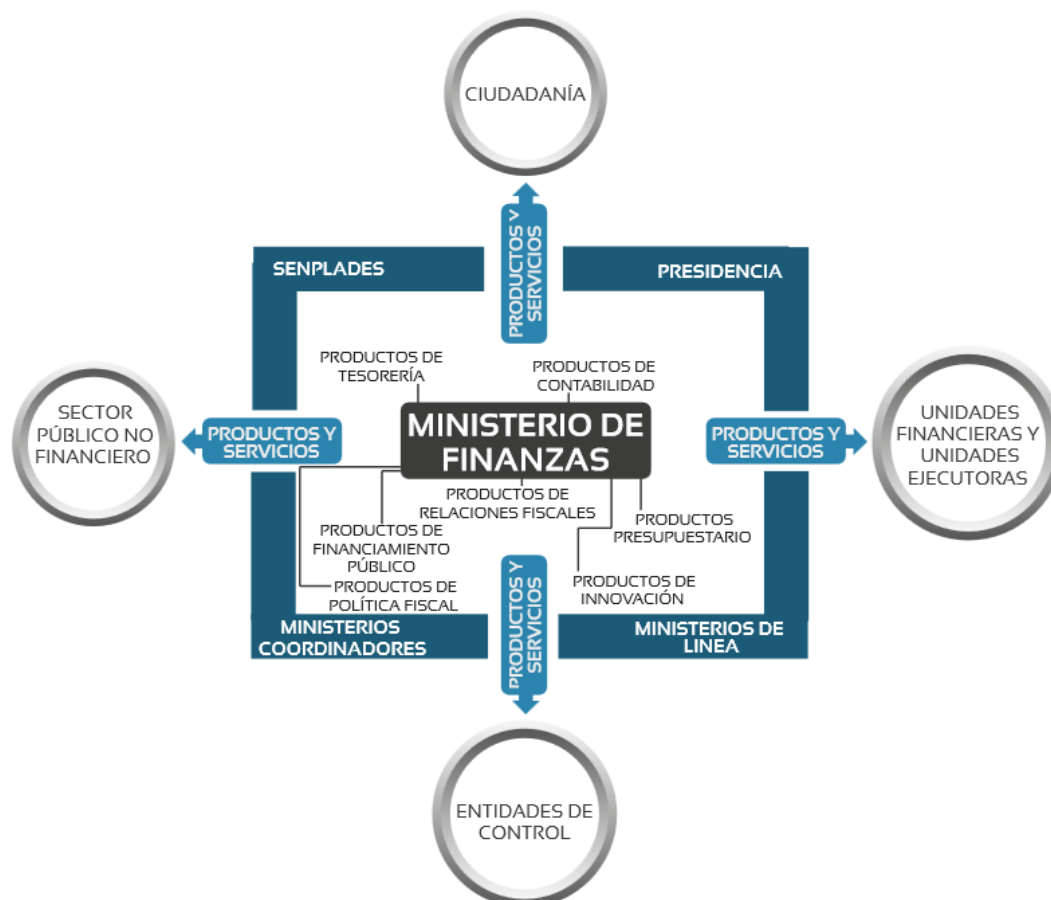 CIUDADANÍA
PRODUCTOS Y
SERVICIOS
SENPLADES
PRESIDENCIA
PRODUCTOS DE
TESORERÍA
PRODUCTOS DE
CONTABILIDAD
SECTOR
PÚBLICO NO
FINANCIERO
PRODUCTOS Y
SERVICIOS
MINISTERIO DE
FINANZAS
PRODUCTOS Y
SERVICIOS
UNIDADES
FINANCIERAS Y
UNIDADES
EJECUTORAS
PRODUCTOS DE
RELACIONES FISCALES
PRODUCTOS DE
FINANCIAMIENTO
PÚBLICO
PRODUCTOS
PRESUPUESTARIO
PRODUCTOS DE
POLÍTICA FISCAL
PRODUCTOS DE
INNOVACIÓN
PRODUCTOS Y
SERVICIOS
MINISTERIOS
COORDINADORES
MINISTERIOS DE
LINEA
ENTIDADES DE
CONTROL